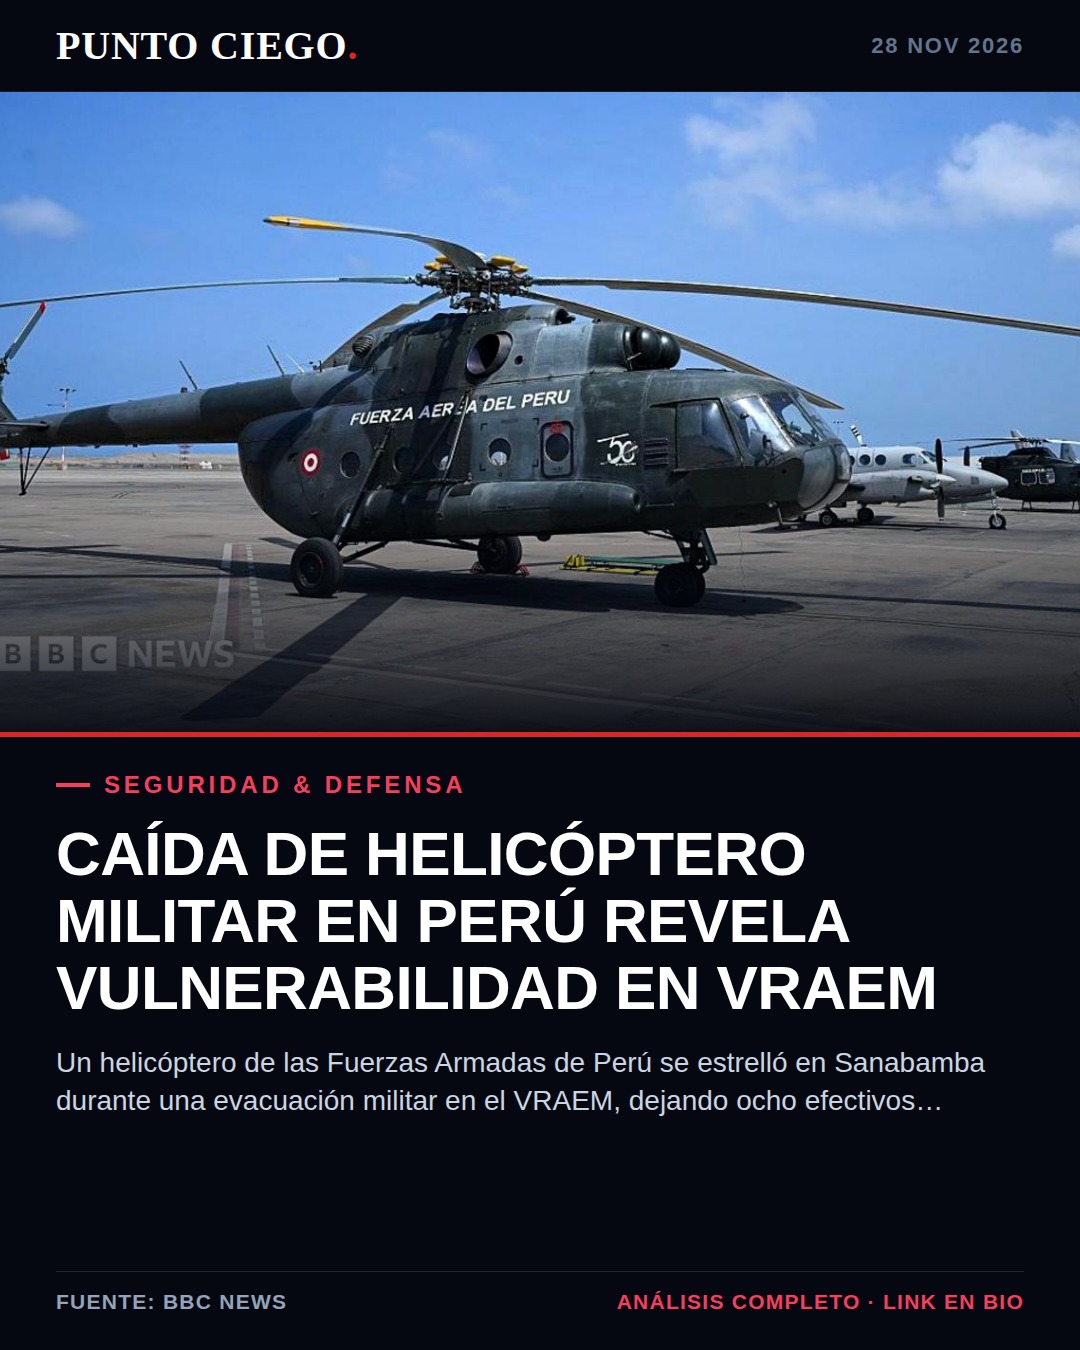 PUNTO CIEGO.
28 NOV 2026
FUERZA AEREA DEL PERU
50
BBC NEWS
SEGURIDAD & DEFENSA
CAÍDA DE HELICÓPTERO
MILITAR EN PERÚ REVELA
VULNERABILIDAD EN VRAEM
Un helicóptero de las Fuerzas Armadas de Perú se estrelló en Sanabamba
durante una evacuación militar en el VRAEM, dejando ocho efectivos…
FUENTE: BBC NEWS
ANÁLISIS COMPLETO · LINK EN BIO